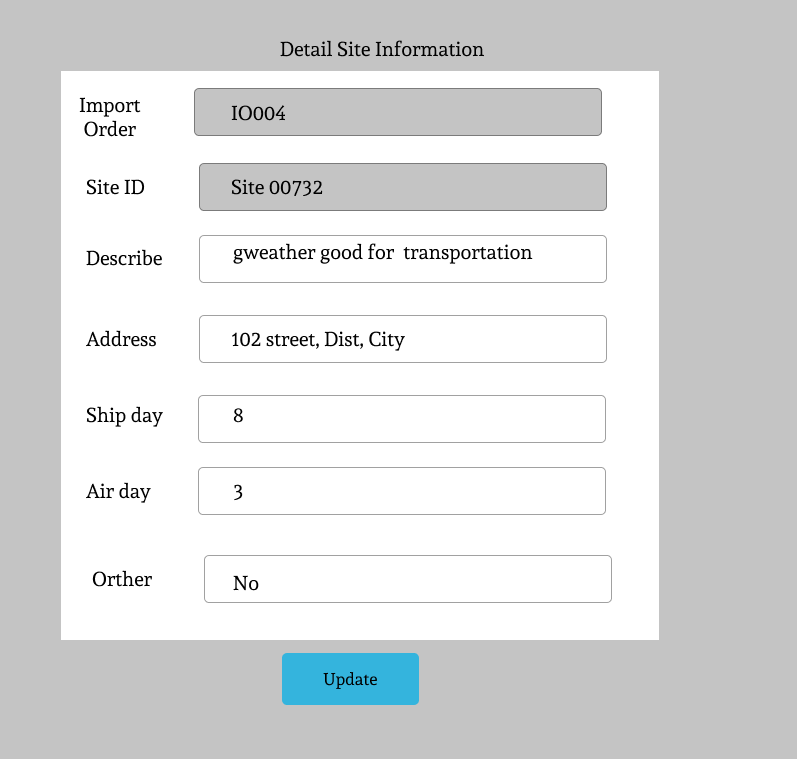 Detail Site Information
Import
Order
IO004
Site ID
Site 00732
Describe
gweather good for  transportation
Address
102 street, Dist, City
Ship day
8
Air day
3
Orther
No
Update